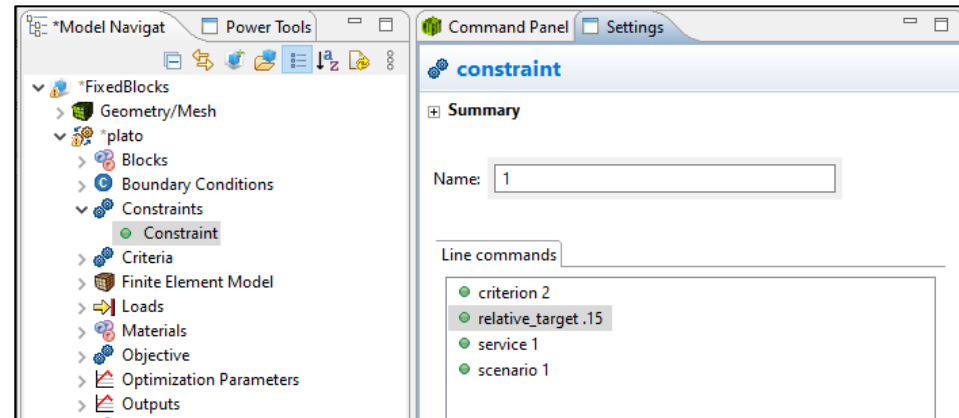 *Model Navigat
Power Tools
*FixedBlocks
Geometry/Mesh
*plato
Blocks
Boundary Conditions
Constraints
Constraint
Criteria
Finite Element Model
Loads
Materials
Objective
Optimization Parameters
Outputs
Command Panel
Settings
constraint
Summary
Name: 1
Line commands
criterion 2
relative_target .15
service 1
scenario 1